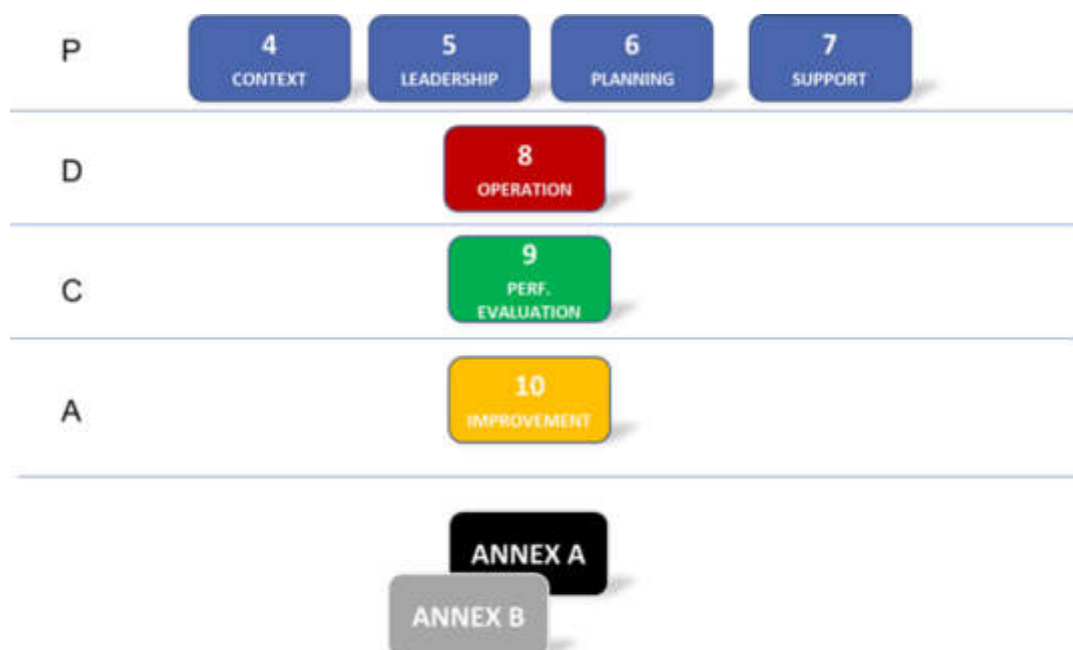 P
4
CONTEXT
5
LEADERSHIP
6
PLANNING
7
SUPPORT
D
8
OPERATION
C
9
PERF.
EVALUATION
A
10
IMPROVEMENT
ANNEX A
ANNEX B